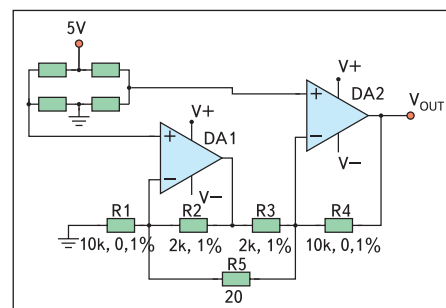 5V
V+
DA2
V+
DA1
V_OUT
V−
V−
R1
R2
R3
R4
10k, 0,1%
2k, 1%
2k, 1%
10k, 0,1%
R5
20